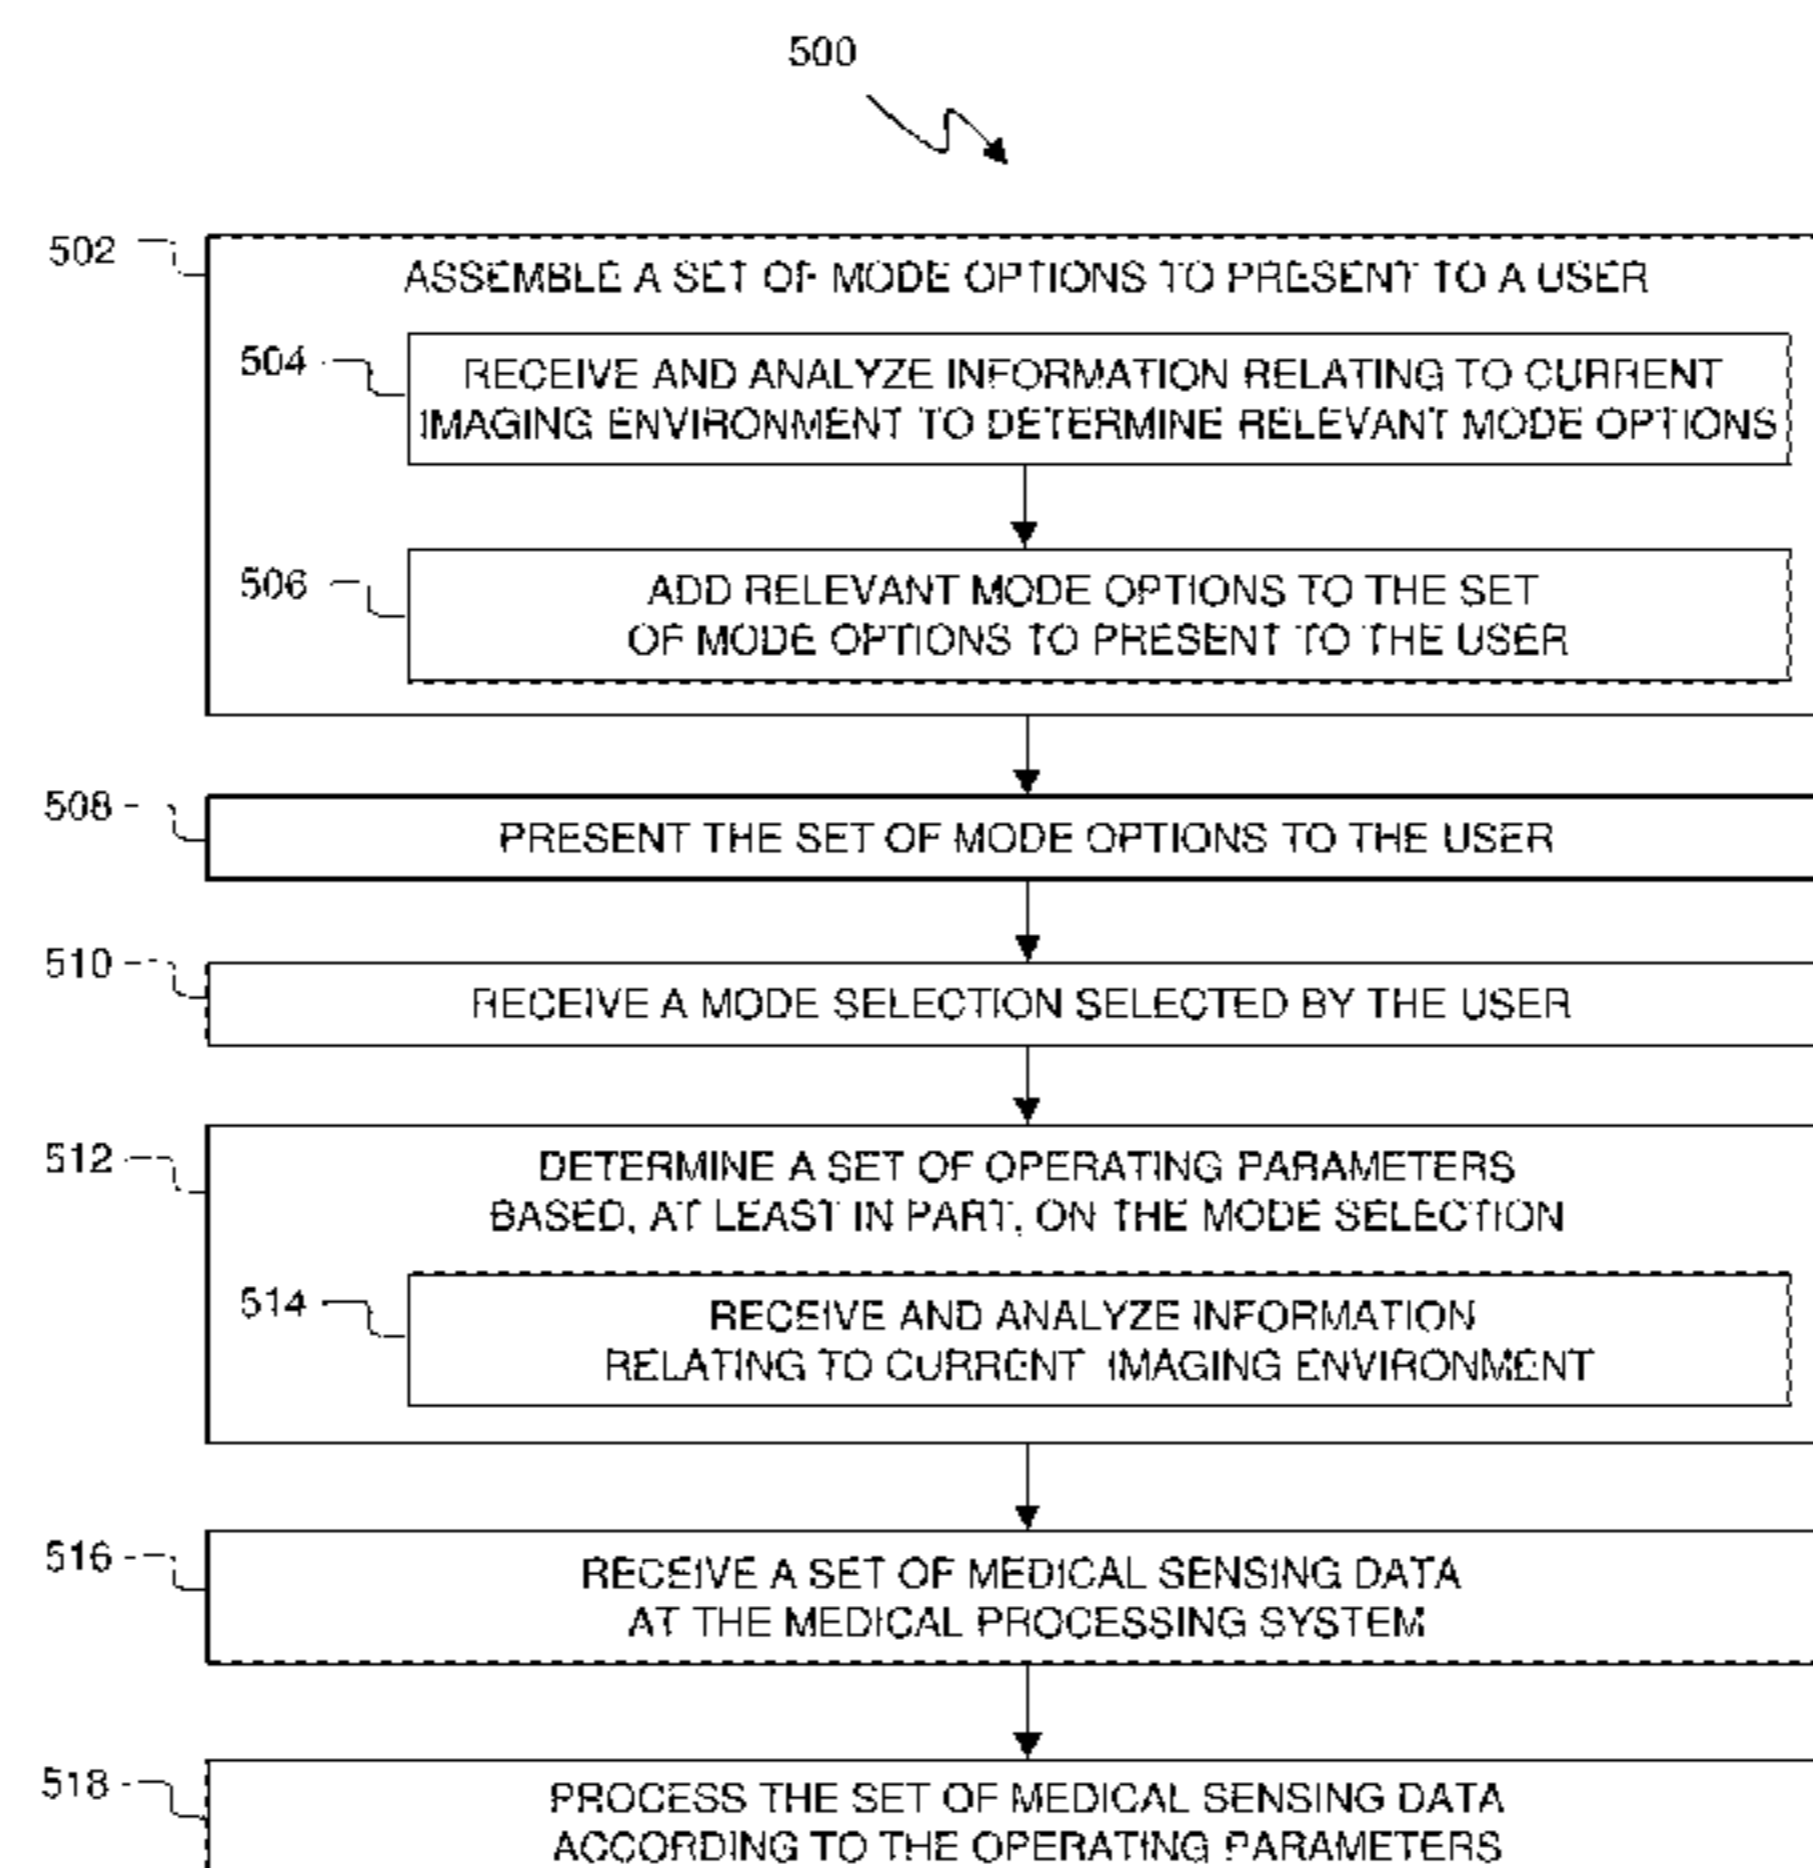 500
502
ASSEMBLE A SET OF MODE OPTIONS TO PRESENT TO A USER
504
RECEIVE AND ANALYZE INFORMATION RELATING TO CURRENT
IMAGING ENVIRONMENT TO DETERMINE RELEVANT MODE OPTIONS
506
ADD RELEVANT MODE OPTIONS TO THE SET
OF MODE OPTIONS TO PRESENT TO THE USER
508
PRESENT THE SET OF MODE OPTIONS TO THE USER
510
RECEIVE A MODE SELECTION SELECTED BY THE USER
512
DETERMINE A SET OF OPERATING PARAMETERS
BASED, AT LEAST IN PART, ON THE MODE SELECTION
514
RECEIVE AND ANALYZE INFORMATION
RELATING TO CURRENT IMAGING ENVIRONMENT
516
RECEIVE A SET OF MEDICAL SENSING DATA
AT THE MEDICAL PROCESSING SYSTEM
518
PROCESS THE SET OF MEDICAL SENSING DATA
ACCORDING TO THE OPERATING PARAMETERS